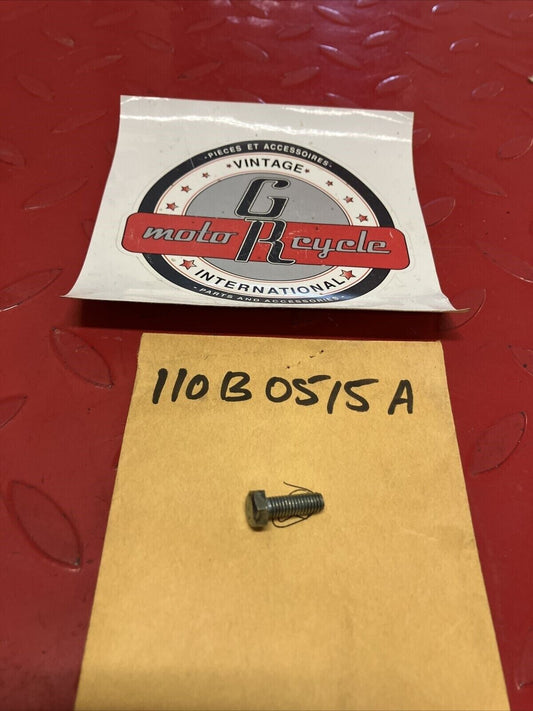 - PIECES ET ACCESSOIRES -
VINTAGE
G
moto R cycle
INTERNATIONAL
- PARTS AND ACCESSORIES -
110B0515A